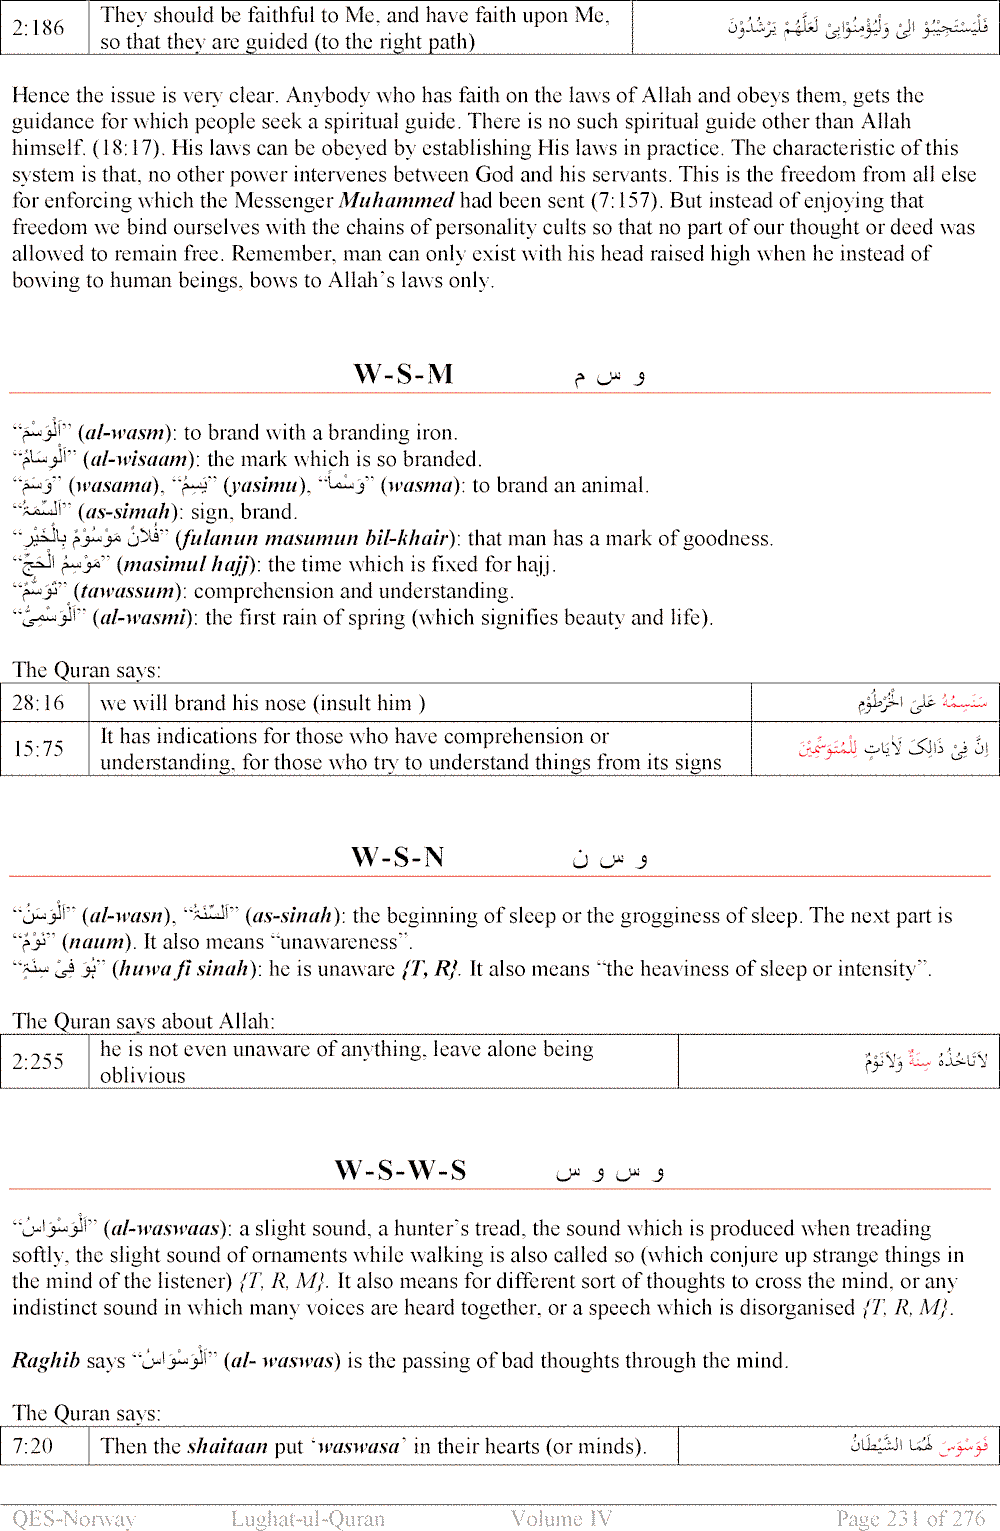 2:186 They should be faithful to Me, and have faith upon Me, فَلْيَسْتَجِيْبُوْ الِیْ وَلْيُؤْمِنُوْابِیْ لَعَلَّهُمْ يَرْشُدُوْنَ
so that they are guided (to the right path)
Hence the issue is very clear. Anybody who has faith on the laws of Allah and obeys them, gets the
guidance for which people seek a spiritual guide. There is no such spiritual guide other than Allah
himself. (18:17). His laws can be obeyed by establishing His laws in practice. The characteristic of this
system is that, no other power intervenes between God and his servants. This is the freedom from all else
for enforcing which the Messenger Muhammed had been sent (7:157). But instead of enjoying that
freedom we bind ourselves with the chains of personality cults so that no part of our thought or deed was
allowed to remain free. Remember, man can only exist with his head raised high when he instead of
bowing to human beings, bows to Allah’s laws only.
W-S-M و س م
“اَلْوَسْمَ” (al-wasm): to brand with a branding iron.
“اَلْوِسَامُ” (al-wisaam): the mark which is so branded.
“وَسَمَ” (wasama), “يَسِمُ” (yasimu), “وَسْماً” (wasma): to brand an animal.
“اَلسِّمَۃُ” (as-simah): sign, brand.
“فُلَانٌ مَوْسُوْمٌ بِالْخَيْرِ” (fulanun masumun bil-khair): that man has a mark of goodness.
“مَوْسِمُ الْحَجِّ” (masimul hajj): the time which is fixed for hajj.
“تَوَسُّمٌ” (tawassum): comprehension and understanding.
“اَلْوَسْمِیُّ” (al-wasmi): the first rain of spring (which signifies beauty and life).
The Quran says:
28:16 we will brand his nose (insult him ) سَنَسِمُہُ عَلیَ الْخُرْطُوْمِ
15:75 It has indications for those who have comprehension or اِنَّ فِیْ ذَالِکَ لَاٰيَاتٍ لِلْمُتَوَسِّمِيْنَ
understanding, for those who try to understand things from its signs
W-S-N و س ن
“اَلْوَسَنُ” (al-wasn), “اَلسِّنَۃُ” (as-sinah): the beginning of sleep or the grogginess of sleep. The next part is
“نَوْمٌ” (naum). It also means “unawareness”.
“ہُوَ فِیْ سِنَۃٍ” (huwa fi sinah): he is unaware {T, R}. It also means “the heaviness of sleep or intensity”.
The Quran says about Allah:
2:255 he is not even unaware of anything, leave alone being لَاتَاخُذُہُ سِنَۃٌ وَلَانَوْمٌ
oblivious
W-S-W-S و س و س
“اَلْوَسْوَاسُ” (al-waswaas): a slight sound, a hunter’s tread, the sound which is produced when treading
softly, the slight sound of ornaments while walking is also called so (which conjure up strange things in
the mind of the listener) {T, R, M}. It also means for different sort of thoughts to cross the mind, or any
indistinct sound in which many voices are heard together, or a speech which is disorganised {T, R, M}.
Raghib says “اَلْوَسْوَاسُ” (al- waswas) is the passing of bad thoughts through the mind.
The Quran says:
7:20 Then the shaitaan put ‘waswasa’ in their hearts (or minds). فَوَسْوَسَ لَهُمَا الشَّيْطَانُ
QES-Norway Lughat-ul-Quran Volume IV Page 231 of 276